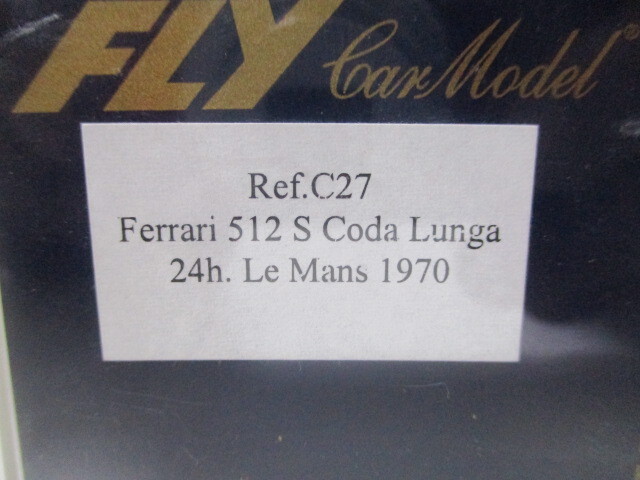 FLY Car Model®
Ref.C27
Ferrari 512 S Coda Lunga
24h. Le Mans 1970